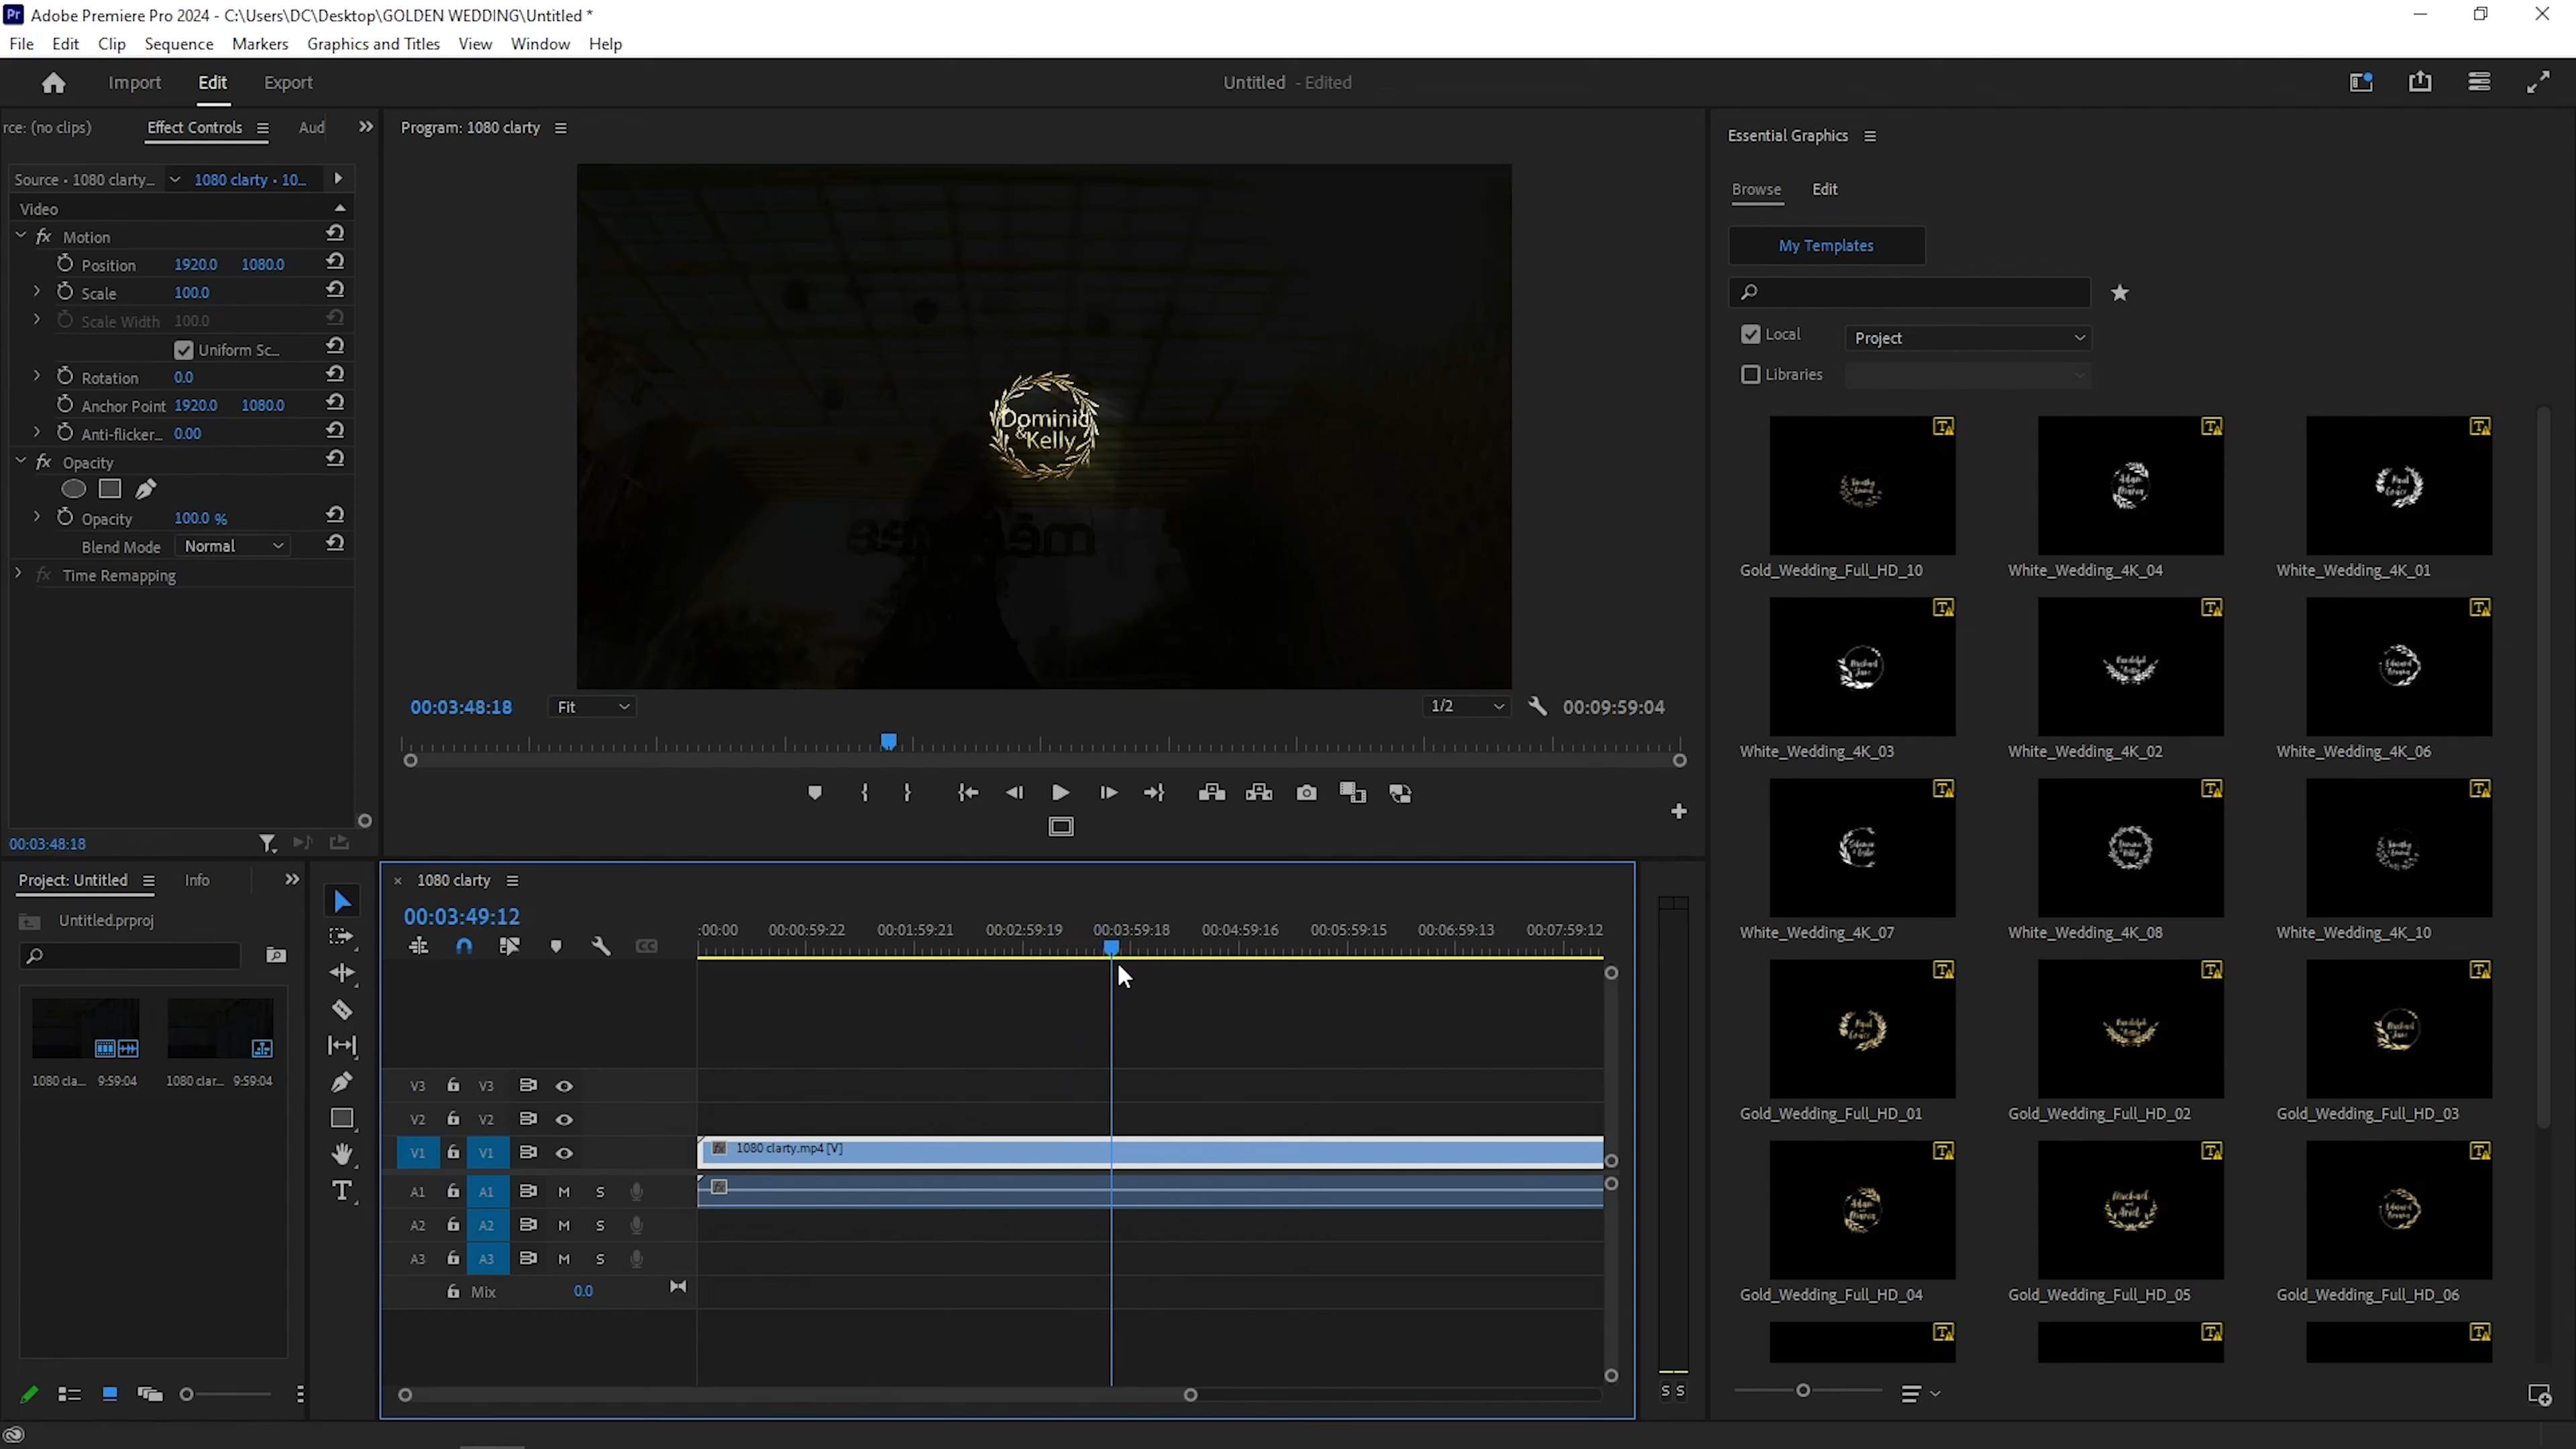 Adobe Premiere Pro 2024 - C:\Users\DC\Desktop\GOLDEN WEDDING\Untitled *
File Edit Clip Sequence Markers Graphics and Titles View Window Help
Import Edit Export
Untitled - Edited
rce: (no clips) Effect Controls Aud
Source • 1080 clarty... 1080 clarty • 10...
Video
fx Motion
Position 1920.0 1080.0
Scale 100.0
Scale Width 100.0
Uniform Sc...
Rotation 0.0
Anchor Point 1920.0 1080.0
Anti-flicker... 0.00
fx Opacity
Opacity 100.0 %
Blend Mode Normal
fx Time Remapping
00:03:48:18
Program: 1080 clarty
Dominic
&Kelly
00:03:48:18 Fit 1/2 00:09:59:04
Essential Graphics
Browse Edit
My Templates
Local Project
Libraries
Gold_Wedding_Full_HD_10 White_Wedding_4K_04 White_Wedding_4K_01
White_Wedding_4K_03 White_Wedding_4K_02 White_Wedding_4K_06
White_Wedding_4K_07 White_Wedding_4K_08 White_Wedding_4K_10
Gold_Wedding_Full_HD_01 Gold_Wedding_Full_HD_02 Gold_Wedding_Full_HD_03
Gold_Wedding_Full_HD_04 Gold_Wedding_Full_HD_05 Gold_Wedding_Full_HD_06
Project: Untitled Info
Untitled.prproj
1080 cla... 9:59:04 1080 clar... 9:59:04
× 1080 clarty
00:03:49:12
:00:00 00:00:59:22 00:01:59:21 00:02:59:19 00:03:59:18 00:04:59:16 00:05:59:15 00:06:59:13 00:07:59:12
V3 V3
V2 V2
V1 V1 fx 1080 clarty.mp4 [V]
A1 A1 M S fx
A2 A2 M S
A3 A3 M S
Mix 0.0
S S